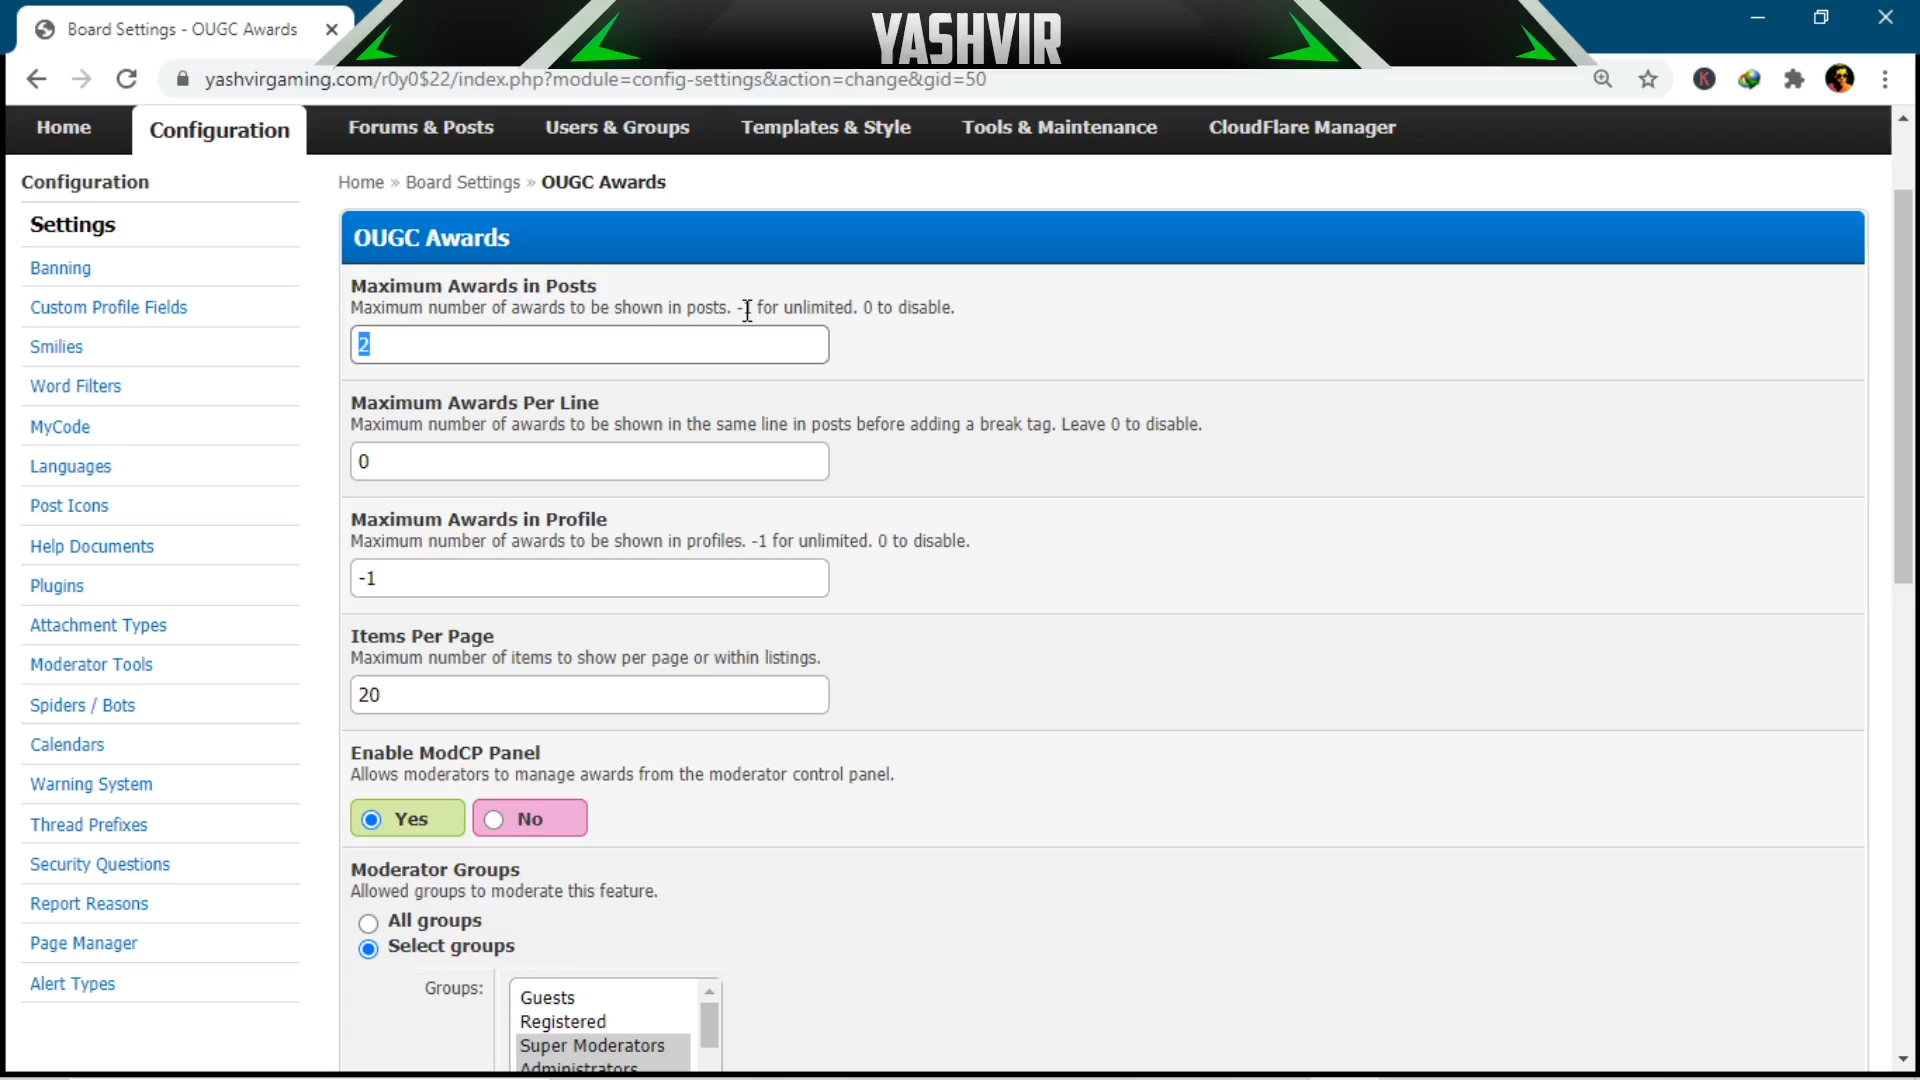 Board Settings - OUGC Awards
YASHVIR
yashvirgaming.com/r0y0$22/index.php?module=config-settings&action=change&gid=50
K
Home
Configuration
Forums & Posts
Users & Groups
Templates & Style
Tools & Maintenance
CloudFlare Manager
Configuration
Settings
Banning
Custom Profile Fields
Smilies
Word Filters
MyCode
Languages
Post Icons
Help Documents
Plugins
Attachment Types
Moderator Tools
Spiders / Bots
Calendars
Warning System
Thread Prefixes
Security Questions
Report Reasons
Page Manager
Alert Types
Home » Board Settings » OUGC Awards
OUGC Awards
Maximum Awards in Posts
Maximum number of awards to be shown in posts. -1 for unlimited. 0 to disable.
2
Maximum Awards Per Line
Maximum number of awards to be shown in the same line in posts before adding a break tag. Leave 0 to disable.
0
Maximum Awards in Profile
Maximum number of awards to be shown in profiles. -1 for unlimited. 0 to disable.
-1
Items Per Page
Maximum number of items to show per page or within listings.
20
Enable ModCP Panel
Allows moderators to manage awards from the moderator control panel.
Yes No
Moderator Groups
Allowed groups to moderate this feature.
All groups
Select groups
Groups:
Guests
Registered
Super Moderators
Administrators